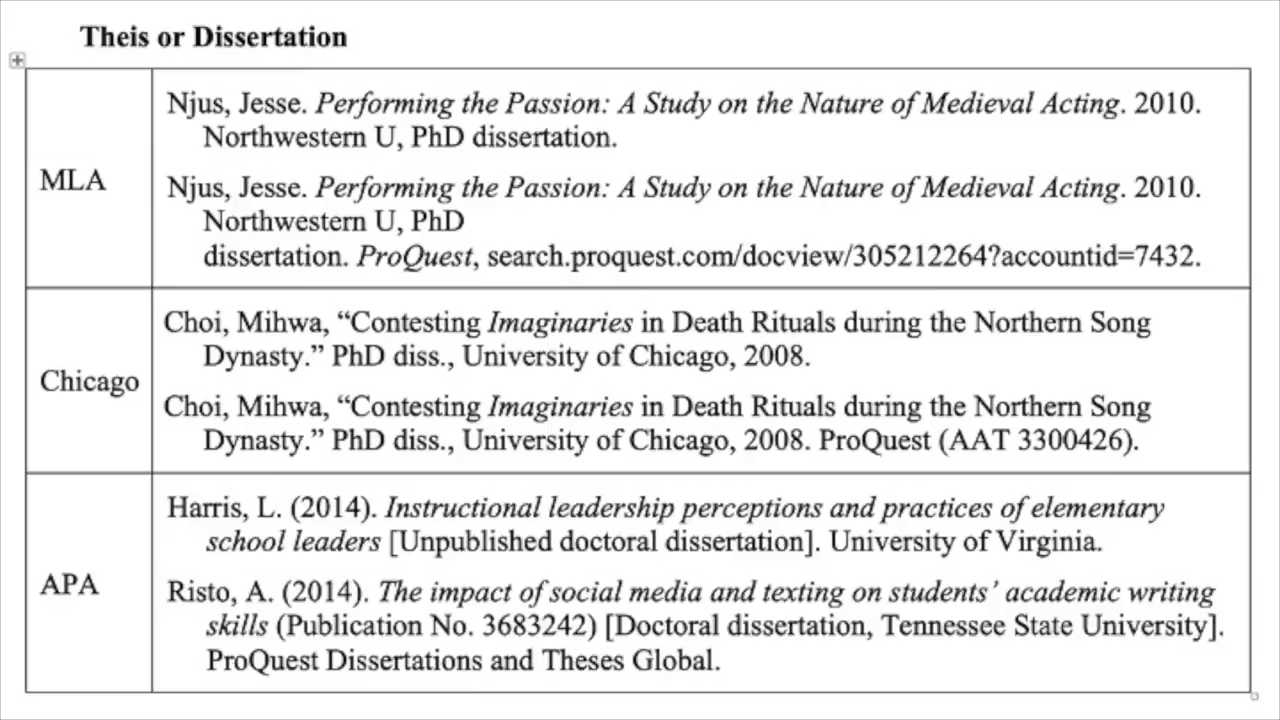 Theis or Dissertation
MLA
Njus, Jesse. Performing the Passion: A Study on the Nature of Medieval Acting. 2010.
Northwestern U, PhD dissertation.
Njus, Jesse. Performing the Passion: A Study on the Nature of Medieval Acting. 2010.
Northwestern U, PhD
dissertation. ProQuest, search.proquest.com/docview/305212264?accountid=7432.
Chicago
Choi, Mihwa, “Contesting Imaginaries in Death Rituals during the Northern Song
Dynasty.” PhD diss., University of Chicago, 2008.
Choi, Mihwa, “Contesting Imaginaries in Death Rituals during the Northern Song
Dynasty.” PhD diss., University of Chicago, 2008. ProQuest (AAT 3300426).
APA
Harris, L. (2014). Instructional leadership perceptions and practices of elementary
school leaders [Unpublished doctoral dissertation]. University of Virginia.
Risto, A. (2014). The impact of social media and texting on students’ academic writing
skills (Publication No. 3683242) [Doctoral dissertation, Tennessee State University].
ProQuest Dissertations and Theses Global.